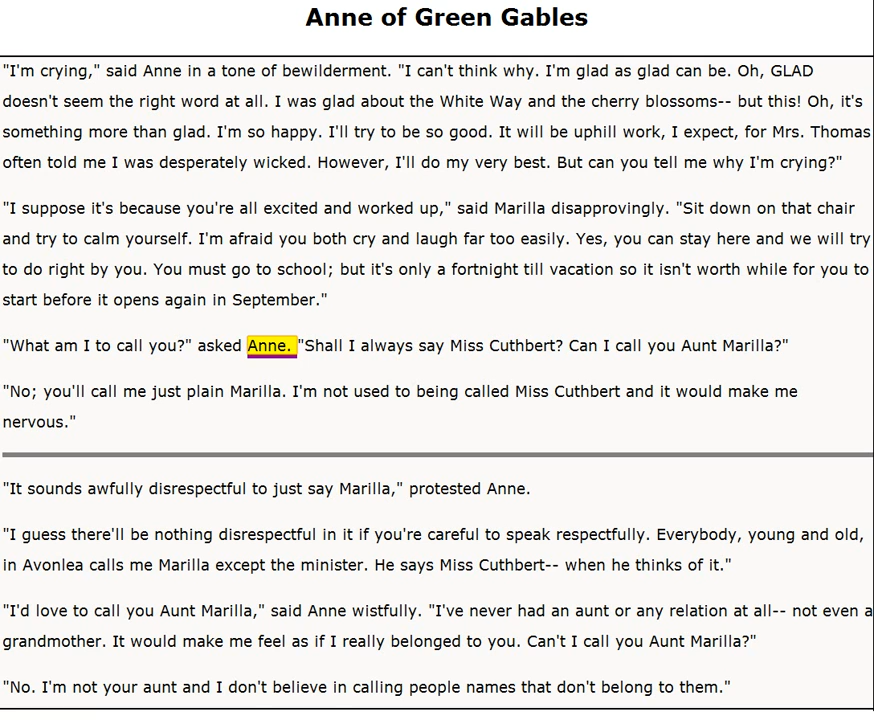 Anne of Green Gables
"I'm crying," said Anne in a tone of bewilderment. "I can't think why. I'm glad as glad can be. Oh, GLAD
doesn't seem the right word at all. I was glad about the White Way and the cherry blossoms-- but this! Oh, it's
something more than glad. I'm so happy. I'll try to be so good. It will be uphill work, I expect, for Mrs. Thomas
often told me I was desperately wicked. However, I'll do my very best. But can you tell me why I'm crying?"
"I suppose it's because you're all excited and worked up," said Marilla disapprovingly. "Sit down on that chair
and try to calm yourself. I'm afraid you both cry and laugh far too easily. Yes, you can stay here and we will try
to do right by you. You must go to school; but it's only a fortnight till vacation so it isn't worth while for you to
start before it opens again in September."
"What am I to call you?" asked Anne. "Shall I always say Miss Cuthbert? Can I call you Aunt Marilla?"
"No; you'll call me just plain Marilla. I'm not used to being called Miss Cuthbert and it would make me
nervous."
"It sounds awfully disrespectful to just say Marilla," protested Anne.
"I guess there'll be nothing disrespectful in it if you're careful to speak respectfully. Everybody, young and old,
in Avonlea calls me Marilla except the minister. He says Miss Cuthbert-- when he thinks of it."
"I'd love to call you Aunt Marilla," said Anne wistfully. "I've never had an aunt or any relation at all-- not even a
grandmother. It would make me feel as if I really belonged to you. Can't I call you Aunt Marilla?"
"No. I'm not your aunt and I don't believe in calling people names that don't belong to them."